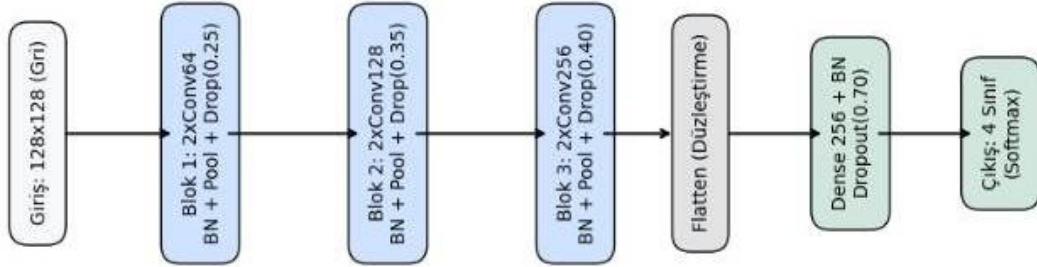 Giriş: 128x128 (Gri)
Blok 1: 2xConv64
BN + Pool + Drop(0.25)
Blok 2: 2xConv128
BN + Pool + Drop(0.35)
Blok 3: 2xConv256
BN + Pool + Drop(0.40)
Flatten (Düzleştirme)
Dense 256 + BN
Dropout(0.70)
Çıkış: 4 Sınıf
(Softmax)